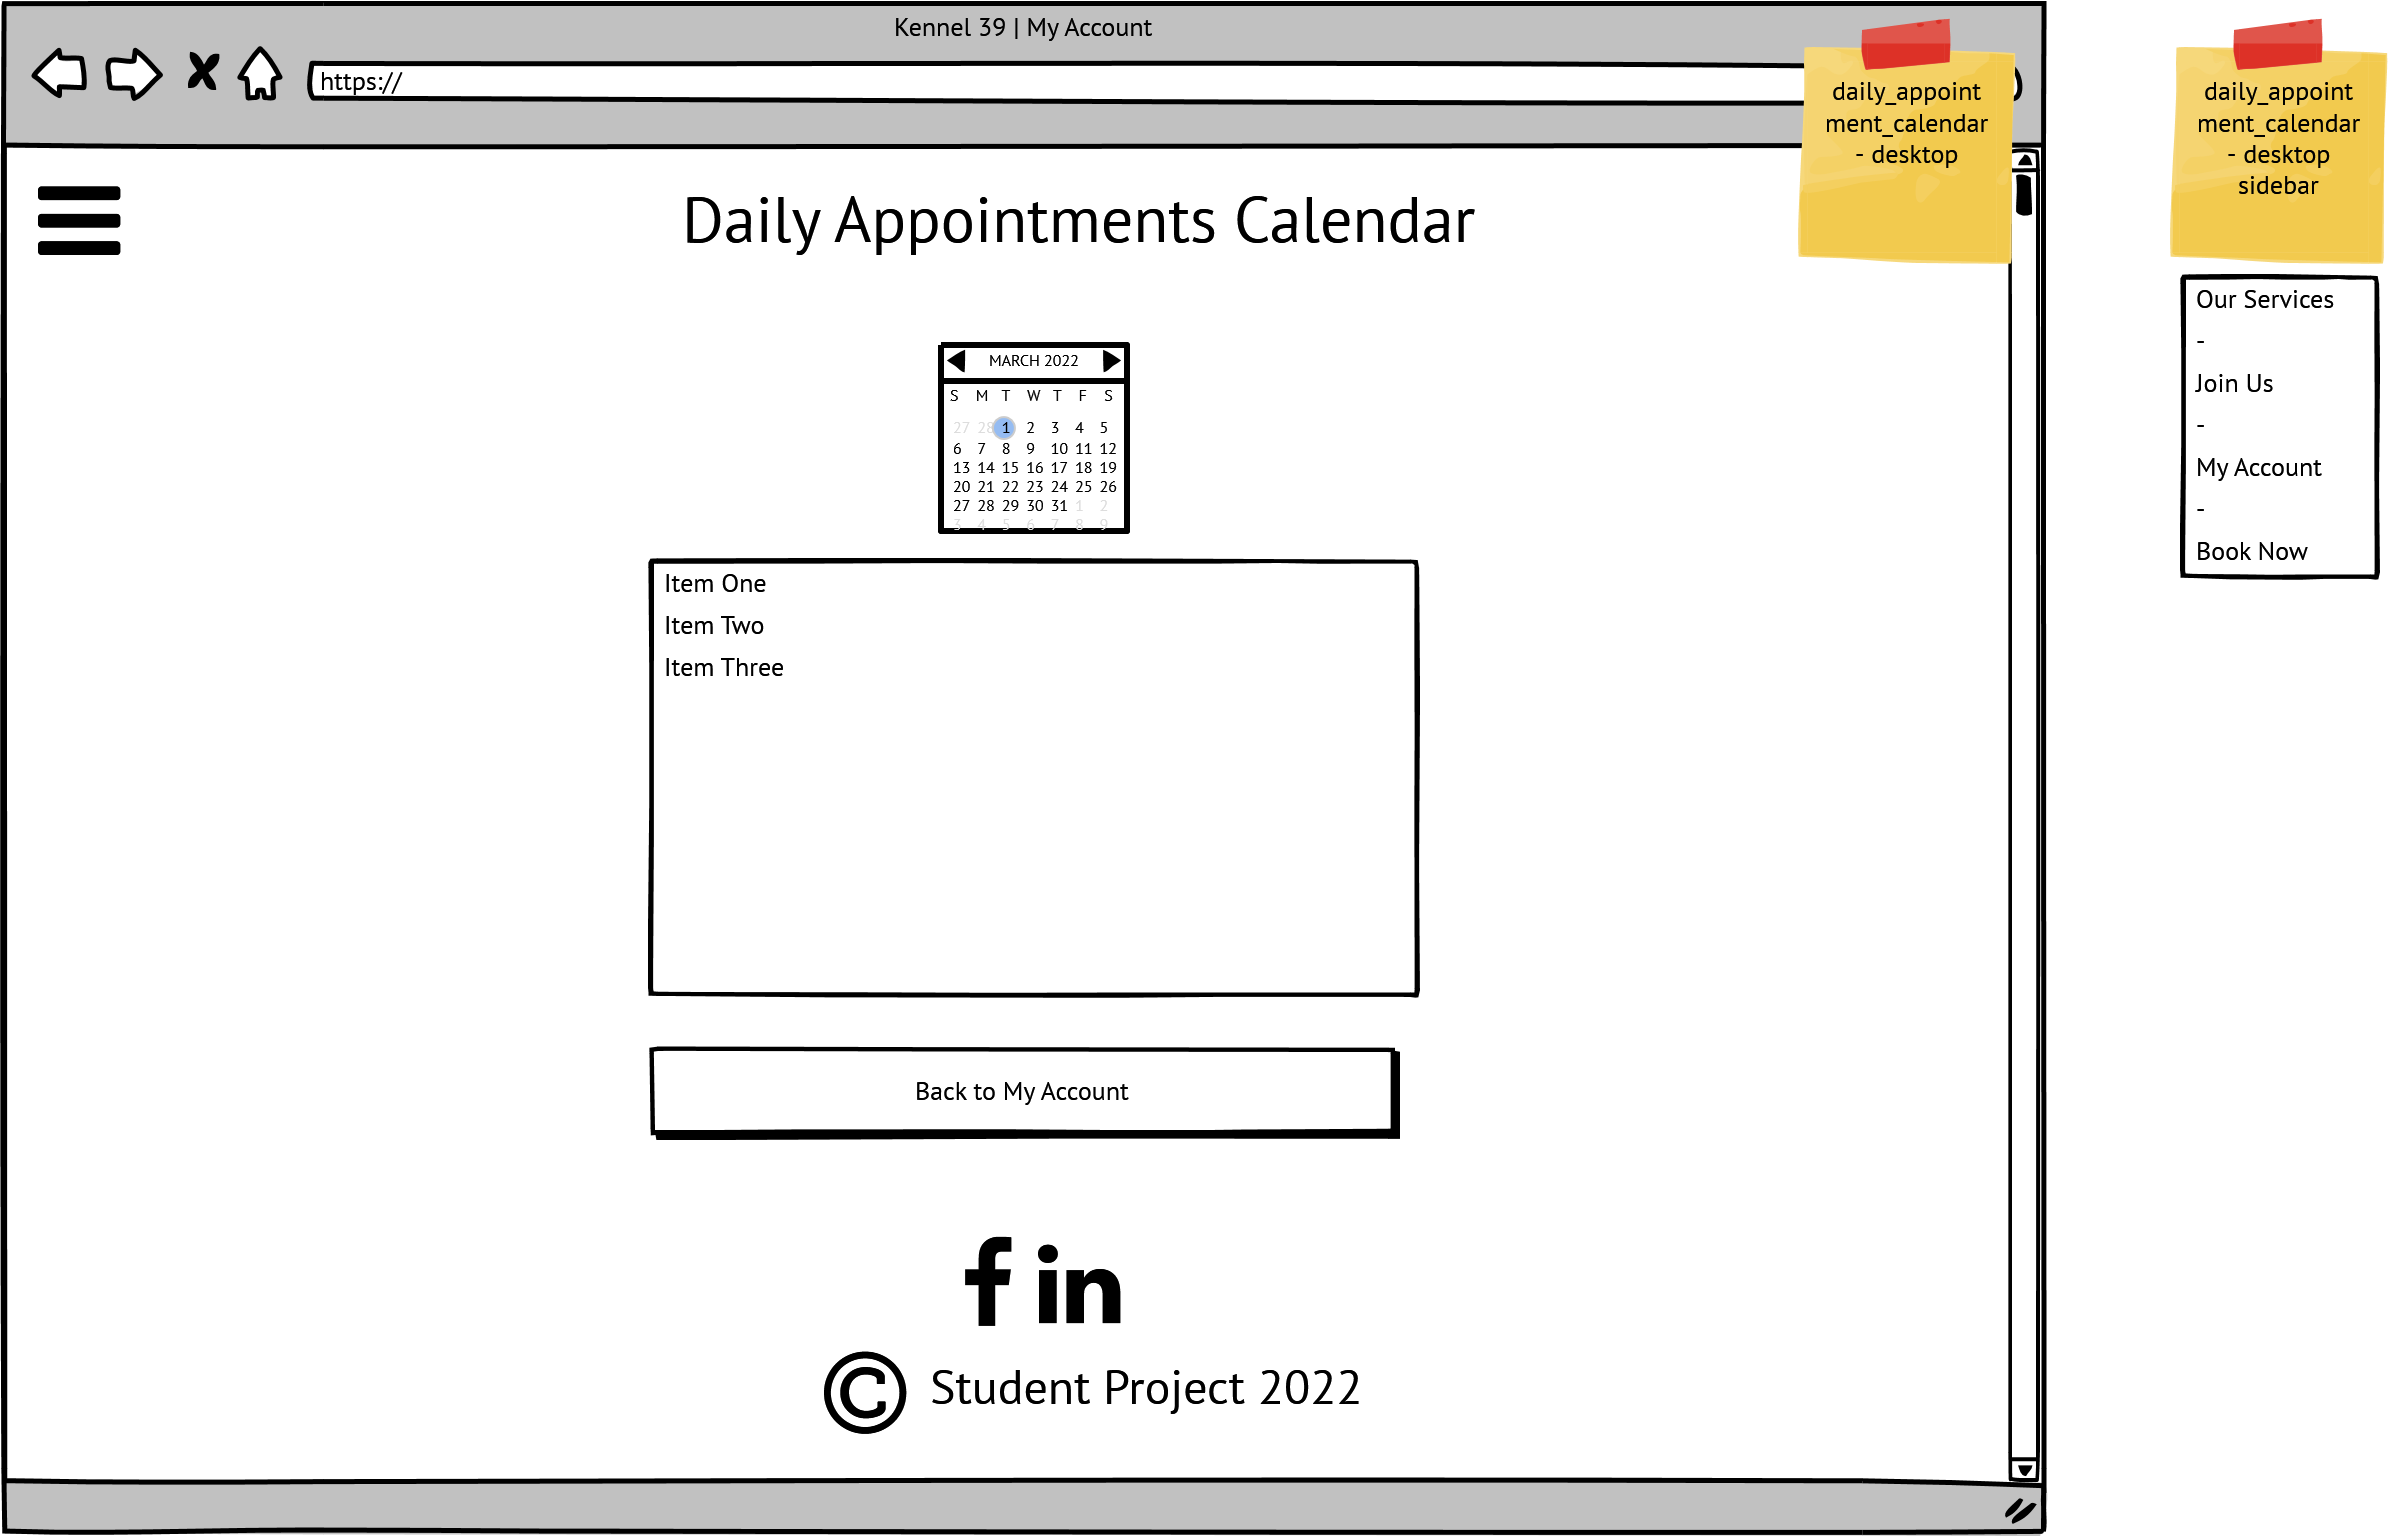 Kennel 39 | My Account
https://
daily_appoint
ment_calendar
- desktop
daily_appoint
ment_calendar
- desktop
sidebar
Daily Appointments Calendar
Our Services
-
Join Us
-
My Account
-
Book Now
MARCH 2022
S M T W T F S
27 28 1 2 3 4 5
6 7 8 9 10 11 12
13 14 15 16 17 18 19
20 21 22 23 24 25 26
27 28 29 30 31 1 2
3 4 5 6 7 8 9
Item One
Item Two
Item Three
Back to My Account
f in
© Student Project 2022